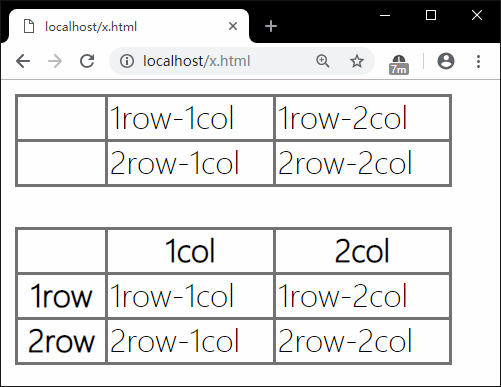 localhost/x.html
localhost/x.html
7m
1row-1col 1row-2col
2row-1col 2row-2col
1col 2col
1row 1row-1col 1row-2col
2row 2row-1col 2row-2col